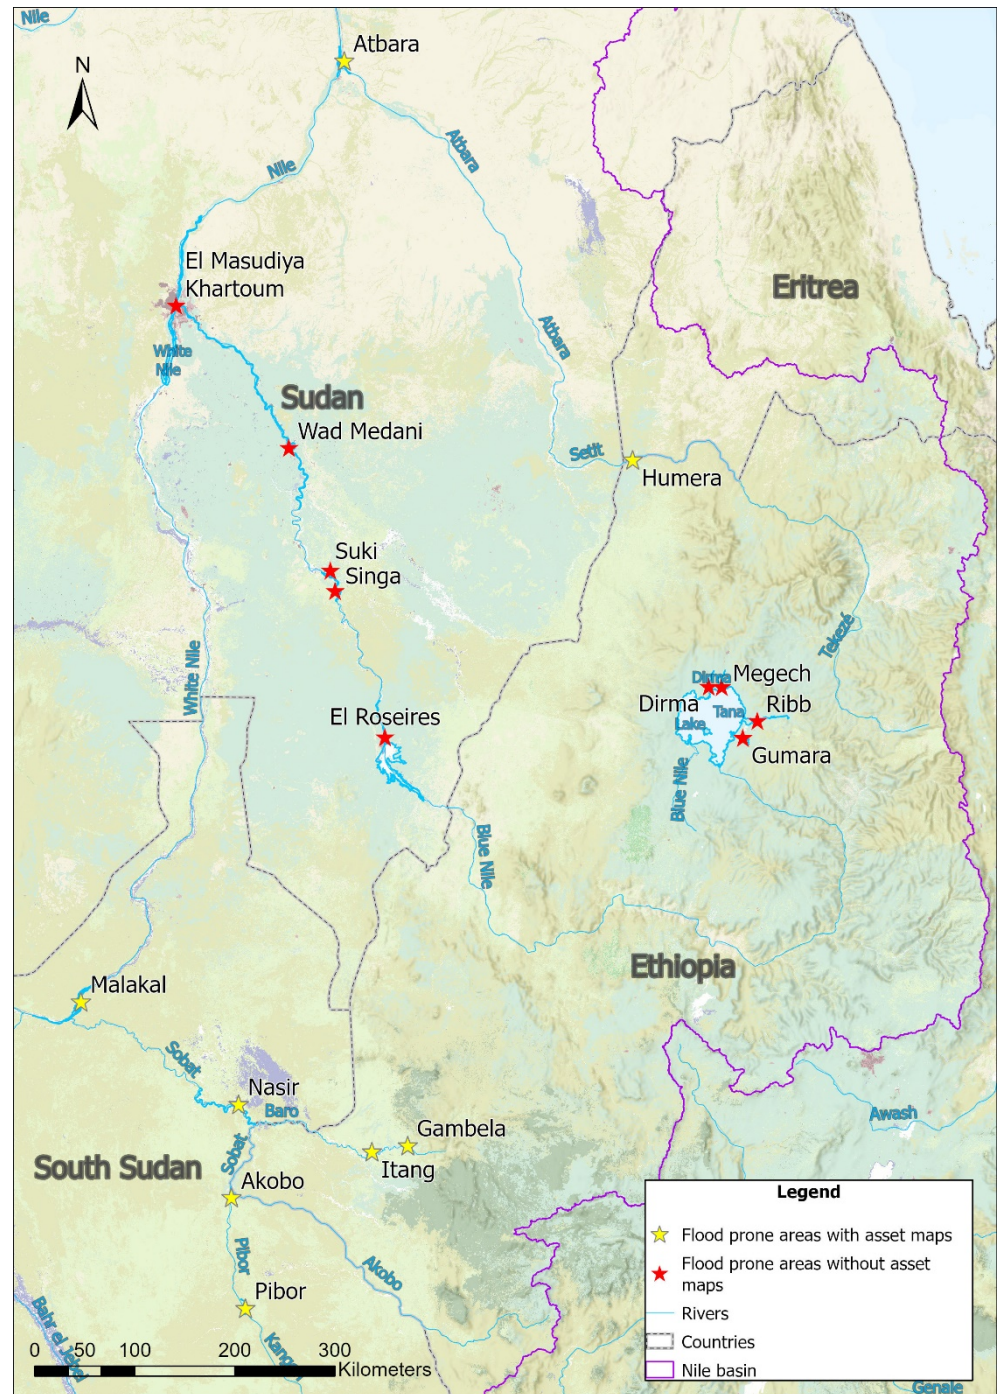 Nile
Atbara
N
Atbara
Nile
El Masudiya
Khartoum
Eritrea
Atbara
White
Nile
Sudan
Wad Medani
Setit
Humera
Suki
Singa
Tekezé
White Nile
Dirma
Megech
Dirma
Ribb
Lake
Tana
El Roseires
Gumara
Blue Nile
Blue Nile
Ethiopia
Malakal
Sobat
Nasir
Baro
Awash
Gambela
Itang
South Sudan
Sobat
Akobo
Pibor
Akobo
Pibor
Bahr el Jebel
Genale
Legend
Flood prone areas with asset maps
Flood prone areas without asset
maps
Rivers
Countries
Nile basin
0 50 100 200 300
Kilometers